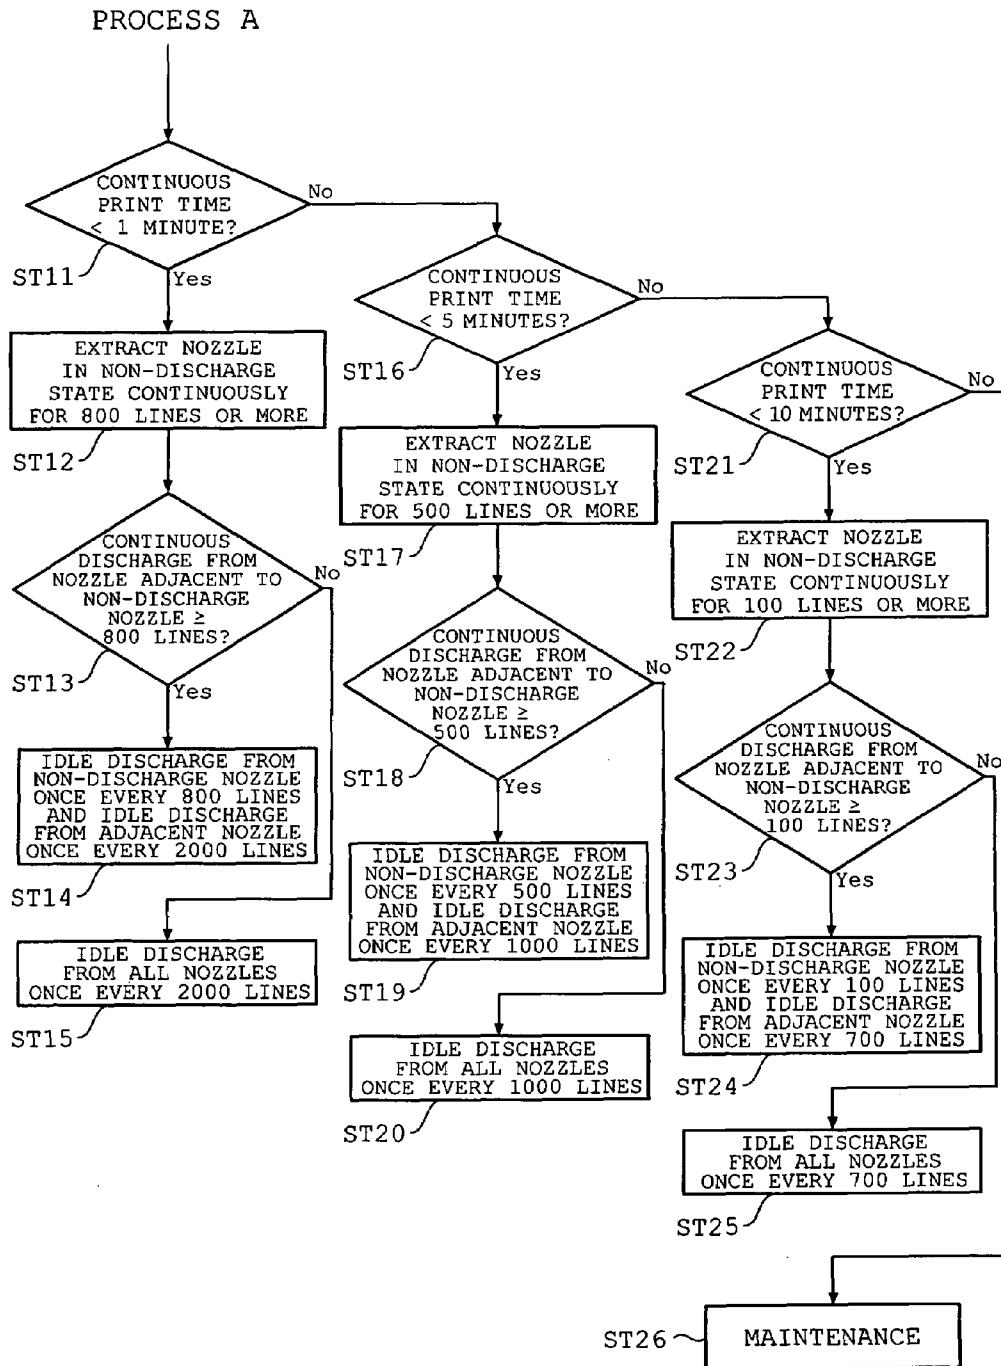 PROCESS A
CONTINUOUS
PRINT TIME
< 1 MINUTE?
No
Yes
ST11
EXTRACT NOZZLE
IN NON-DISCHARGE
STATE CONTINUOUSLY
FOR 800 LINES OR MORE
ST12
CONTINUOUS
DISCHARGE FROM
NOZZLE ADJACENT TO
NON-DISCHARGE
NOZZLE ≥
800 LINES?
No
Yes
ST13
IDLE DISCHARGE FROM
NON-DISCHARGE NOZZLE
ONCE EVERY 800 LINES
AND IDLE DISCHARGE
FROM ADJACENT NOZZLE
ONCE EVERY 2000 LINES
ST14
IDLE DISCHARGE
FROM ALL NOZZLES
ONCE EVERY 2000 LINES
ST15
CONTINUOUS
PRINT TIME
< 5 MINUTES?
No
Yes
ST16
EXTRACT NOZZLE
IN NON-DISCHARGE
STATE CONTINUOUSLY
FOR 500 LINES OR MORE
ST17
CONTINUOUS
DISCHARGE FROM
NOZZLE ADJACENT TO
NON-DISCHARGE
NOZZLE ≥
500 LINES?
No
Yes
ST18
IDLE DISCHARGE FROM
NON-DISCHARGE NOZZLE
ONCE EVERY 500 LINES
AND IDLE DISCHARGE
FROM ADJACENT NOZZLE
ONCE EVERY 1000 LINES
ST19
IDLE DISCHARGE
FROM ALL NOZZLES
ONCE EVERY 1000 LINES
ST20
CONTINUOUS
PRINT TIME
< 10 MINUTES?
No
Yes
ST21
EXTRACT NOZZLE
IN NON-DISCHARGE
STATE CONTINUOUSLY
FOR 100 LINES OR MORE
ST22
CONTINUOUS
DISCHARGE FROM
NOZZLE ADJACENT TO
NON-DISCHARGE
NOZZLE ≥
100 LINES?
No
Yes
ST23
IDLE DISCHARGE FROM
NON-DISCHARGE NOZZLE
ONCE EVERY 100 LINES
AND IDLE DISCHARGE
FROM ADJACENT NOZZLE
ONCE EVERY 700 LINES
ST24
IDLE DISCHARGE
FROM ALL NOZZLES
ONCE EVERY 700 LINES
ST25
MAINTENANCE
ST26